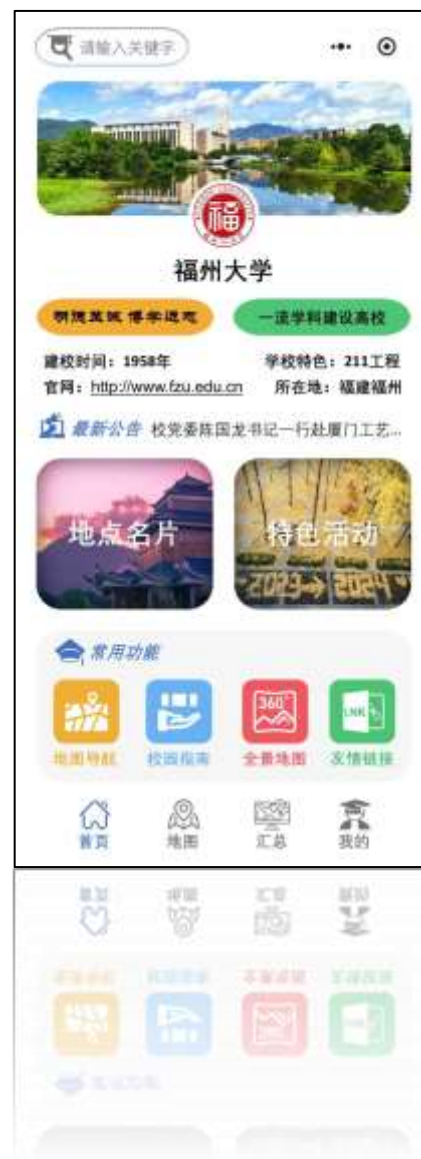 请输入关键字
福
福州大学
明德至诚 博学远志
一流学科建设高校
建校时间：1958年
学校特色：211工程
官网：http://www.fzu.edu.cn
所在地：福建福州
最新公告 校党委陈国龙书记一行赴厦门工艺...
地点名片
特色活动
常用功能
360°
LNK
地图导航
校园指南
全景地图
友情链接
首页
地图
汇总
我的